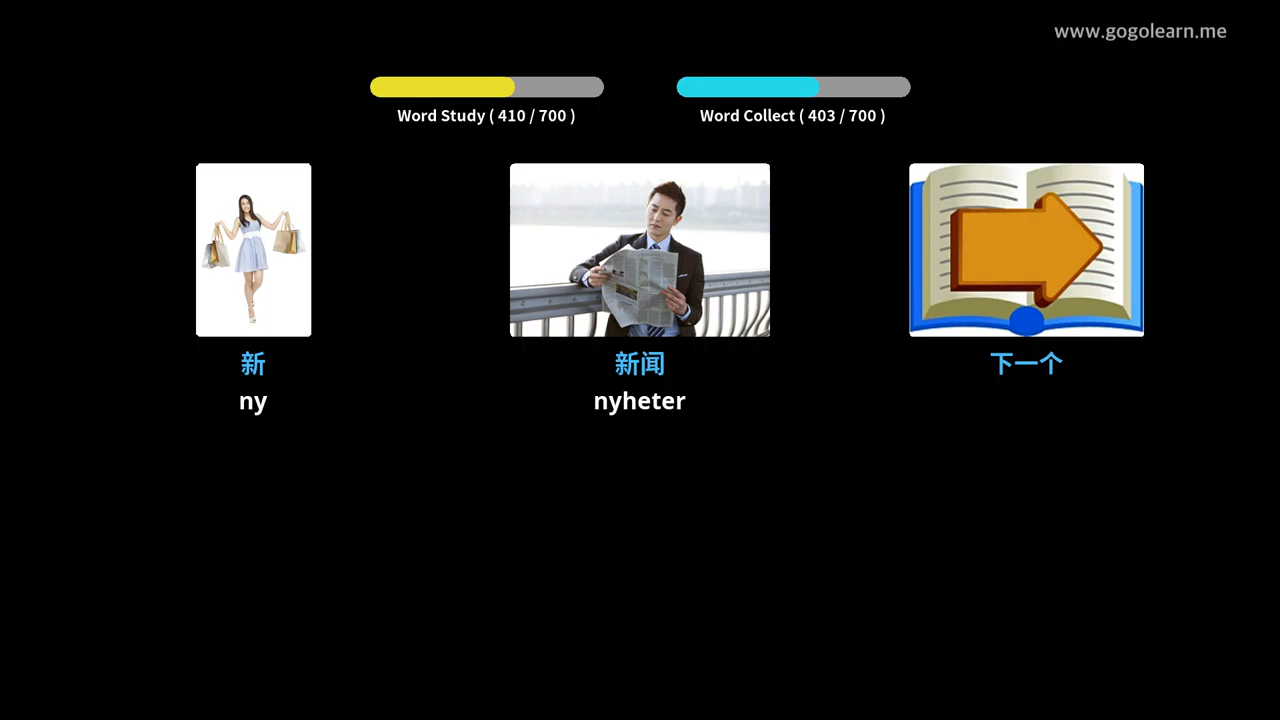 www.gogolearn.me
Word Study ( 410 / 700 )
Word Collect ( 403 / 700 )
新
新闻
下一个
ny
nyheter